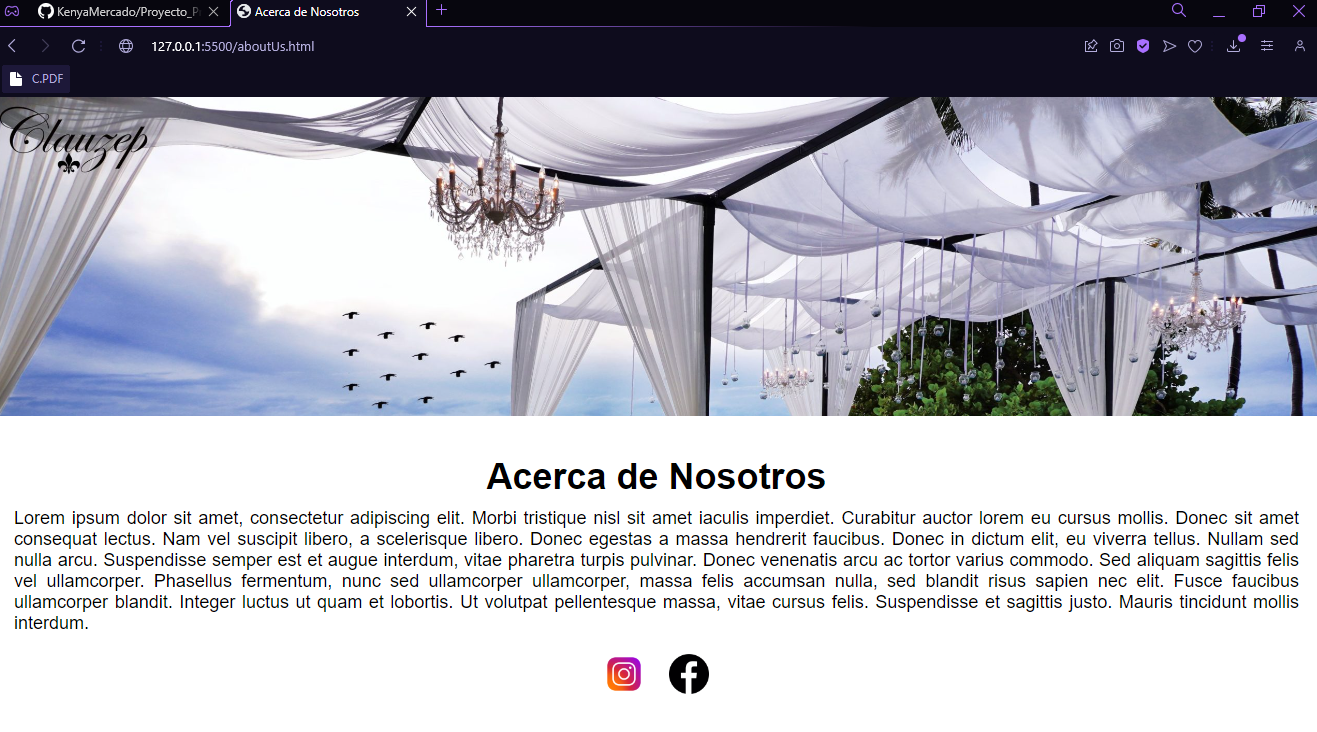 KenyaMercado/Proyecto_P
Acerca de Nosotros
127.0.0.1:5500/aboutUs.html
C.PDF
Clauzep
Acerca de Nosotros
Lorem ipsum dolor sit amet, consectetur adipiscing elit. Morbi tristique nisl sit amet iaculis imperdiet. Curabitur auctor lorem eu cursus mollis. Donec sit amet
consequat lectus. Nam vel suscipit libero, a scelerisque libero. Donec egestas a massa hendrerit faucibus. Donec in dictum elit, eu viverra tellus. Nullam sed
nulla arcu. Suspendisse semper est et augue interdum, vitae pharetra turpis pulvinar. Donec venenatis arcu ac tortor varius commodo. Sed aliquam sagittis felis
vel ullamcorper. Phasellus fermentum, nunc sed ullamcorper ullamcorper, massa felis accumsan nulla, sed blandit risus sapien nec elit. Fusce faucibus
ullamcorper blandit. Integer luctus ut quam et lobortis. Ut volutpat pellentesque massa, vitae cursus felis. Suspendisse et sagittis justo. Mauris tincidunt mollis
interdum.